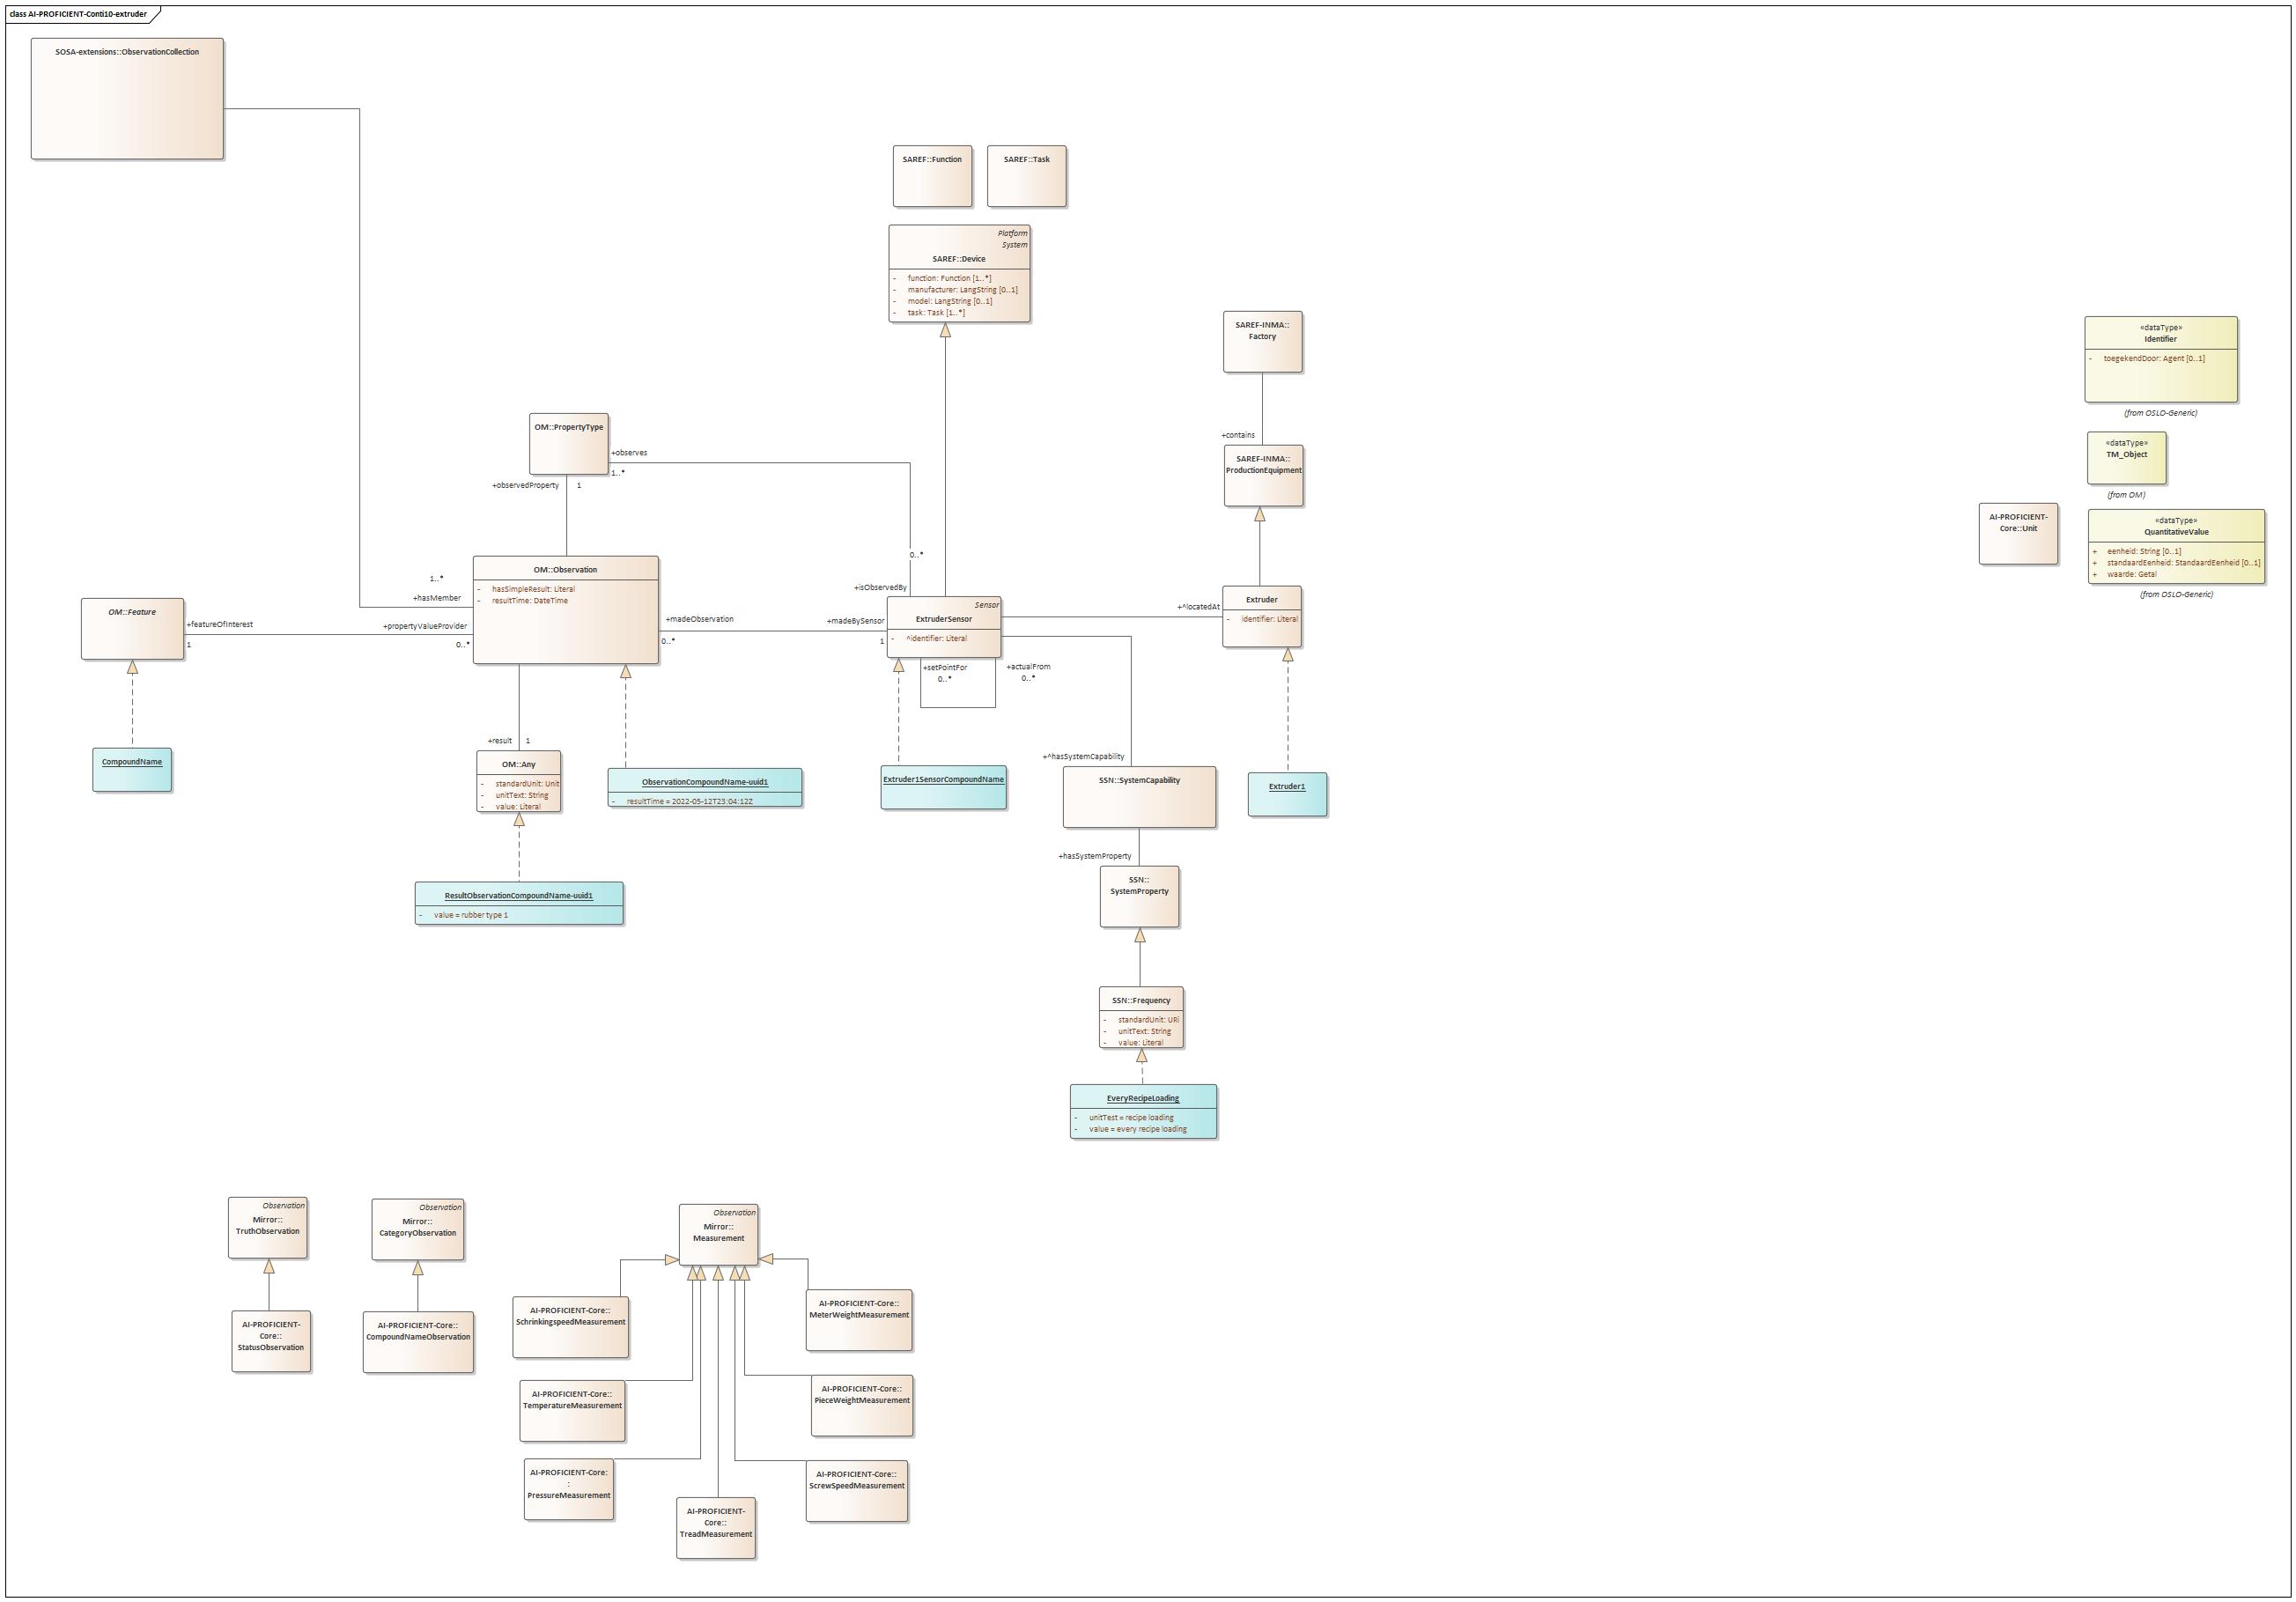 class AI-PROFICIENT-Conti10-extruder
SOSA-extensions::ObservationCollection
SAREF::Function
SAREF::Task
Platform
System
SAREF::Device
- function: Function [1..*]
- manufacturer: LangString [0..1]
- model: LangString [0..1]
- task: Task [1..*]
SAREF-INMA::
Factory
+contains
SAREF-INMA::
ProductionEquipment
«dataType»
Identifier
- toegekendDoor: Agent [0..1]
(from OSLO-Generic)
«dataType»
TM_Object
(from OM)
AI-PROFICIENT-
Core::Unit
«dataType»
QuantitativeValue
+ eenheid: String [0..1]
+ standaardEenheid: StandaardEenheid [0..1]
+ waarde: Getal
(from OSLO-Generic)
OM::PropertyType
+observes
1..*
+observedProperty
1
0..*
+isObservedBy
OM::Observation
- hasSimpleResult: Literal
- resultTime: DateTime
1..*
+hasMember
OM::Feature
+featureOfInterest
1
+propertyValueProvider
0..*
+madeObservation
0..*
+madeBySensor
1
Sensor
ExtruderSensor
- ^identifier: Literal
+setPointFor
0..*
+actualFrom
0..*
+^locatedAt
Extruder
- identifier: Literal
CompoundName
+result
1
OM::Any
- standardUnit: Unit
- unitText: String
- value: Literal
ObservationCompoundName-uuid1
- resultTime = 2022-05-12T23:04:12Z
Extruder1SensorCompoundName
+^hasSystemCapability
SSN::SystemCapability
Extruder1
+hasSystemProperty
SSN::
SystemProperty
ResultObservationCompoundName-uuid1
- value = rubber type 1
SSN::Frequency
- standardUnit: URI
- unitText: String
- value: Literal
EveryRecipeLoading
- unitTest = recipe loading
- value = every recipe loading
Observation
Mirror::
TruthObservation
Observation
Mirror::
CategoryObservation
Observation
Mirror::
Measurement
AI-PROFICIENT-
Core::
StatusObservation
AI-PROFICIENT-Core::
CompoundNameObservation
AI-PROFICIENT-Core::
SchrinkingspeedMeasurement
AI-PROFICIENT-Core::
MeterWeightMeasurement
AI-PROFICIENT-Core::
TemperatureMeasurement
AI-PROFICIENT-Core::
PieceWeightMeasurement
AI-PROFICIENT-Core:
:
PressureMeasurement
AI-PROFICIENT-Core::
ScrewSpeedMeasurement
AI-PROFICIENT-
Core::
TreadMeasurement